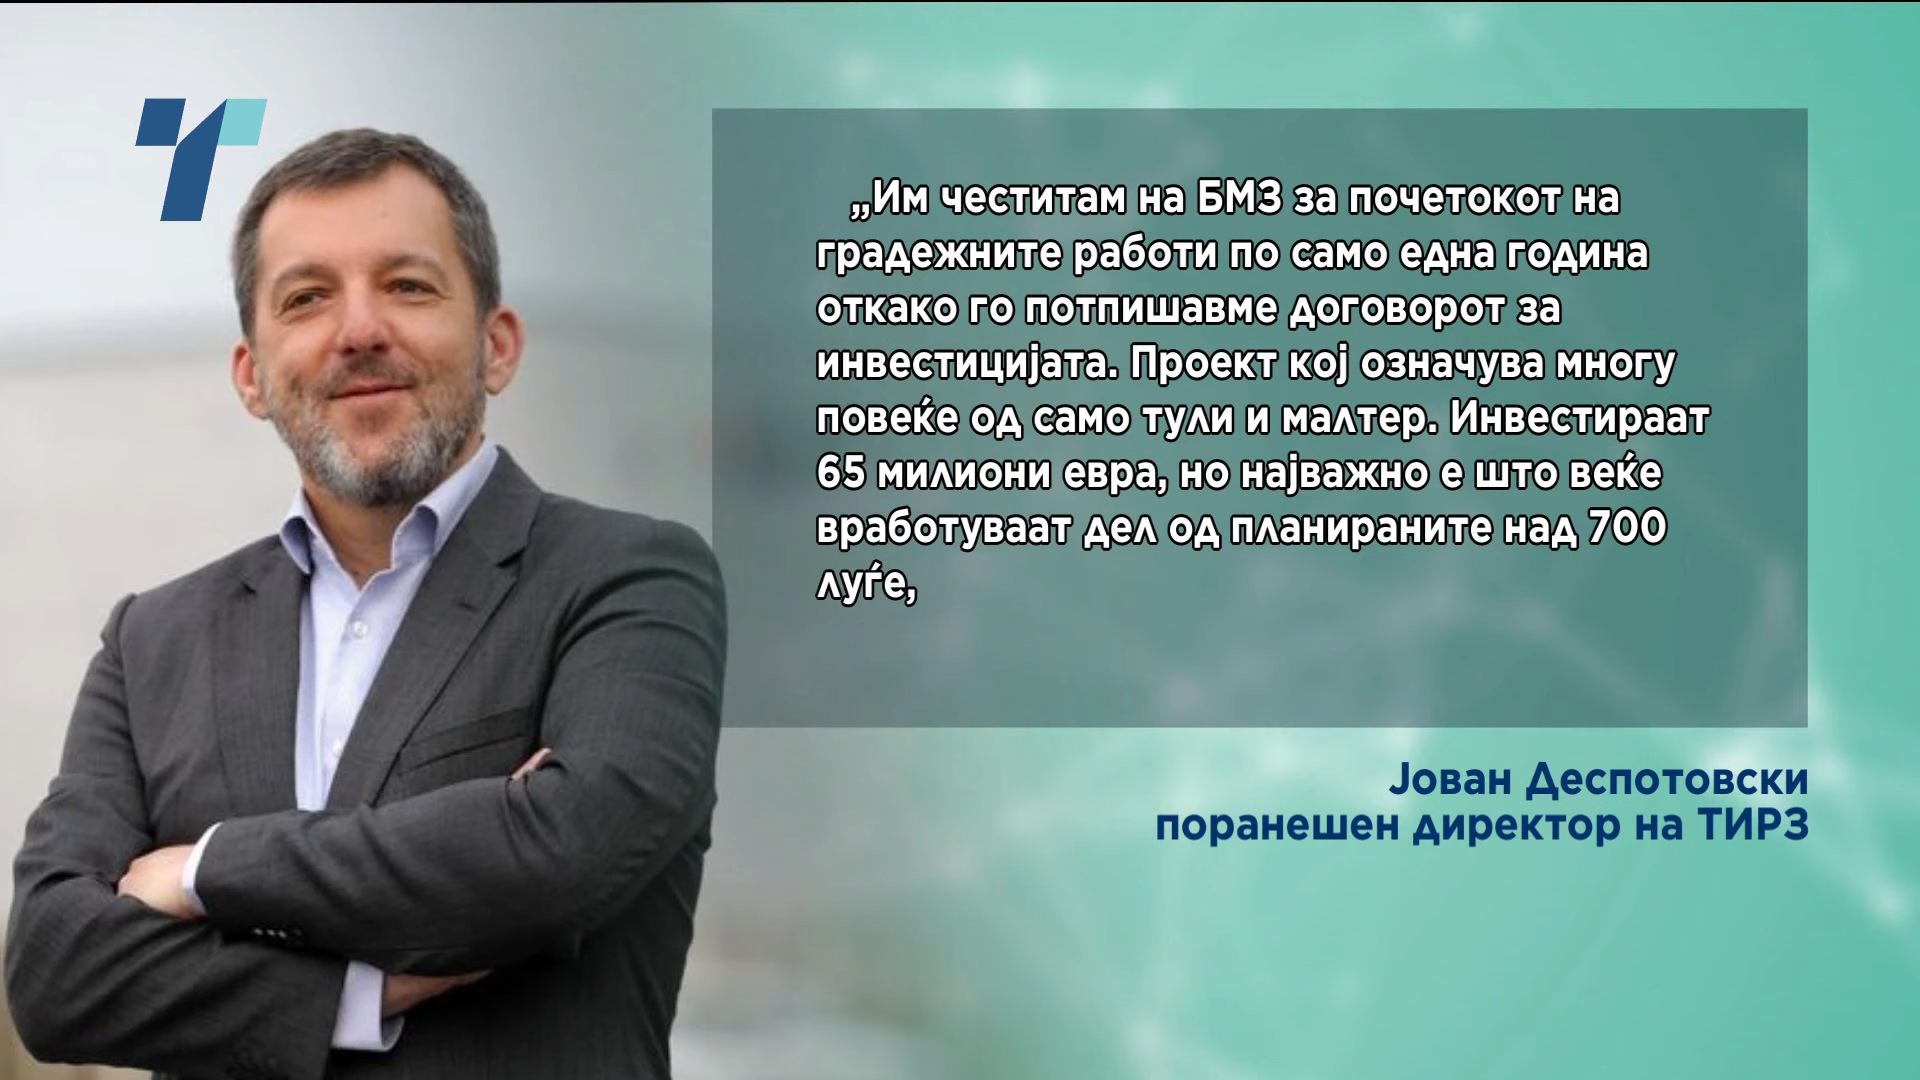 „Им честитам на БМЗ за почетокот на
градежните работи по само една година
откако го потпишавме договорот за
инвестицијата. Проект кој означува многу
повеќе од само тули и малтер. Инвестираат
65 милиони евра, но најважно е што веќе
вработуваат дел од планираните над 700
луѓе,
Јован Деспотовски
поранешен директор на ТИРЗ